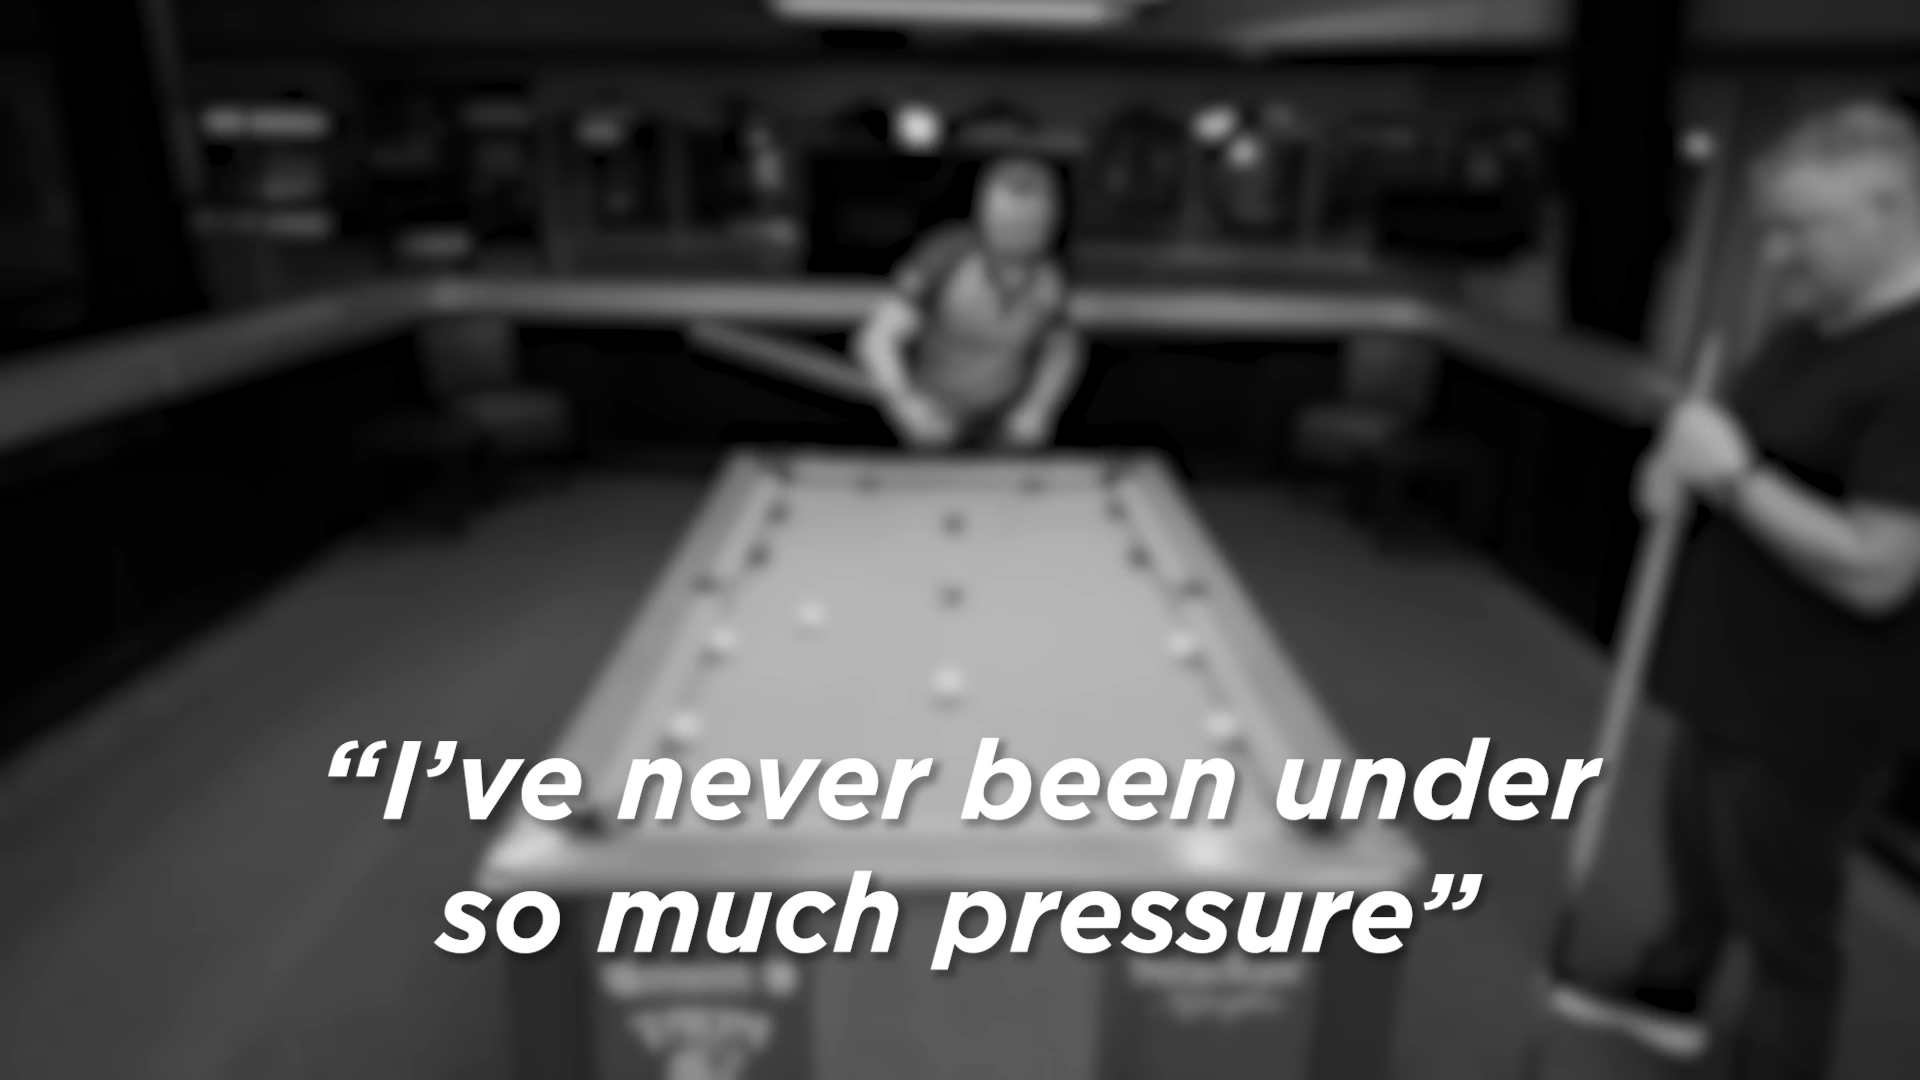 “I’ve never been under
so much pressure”